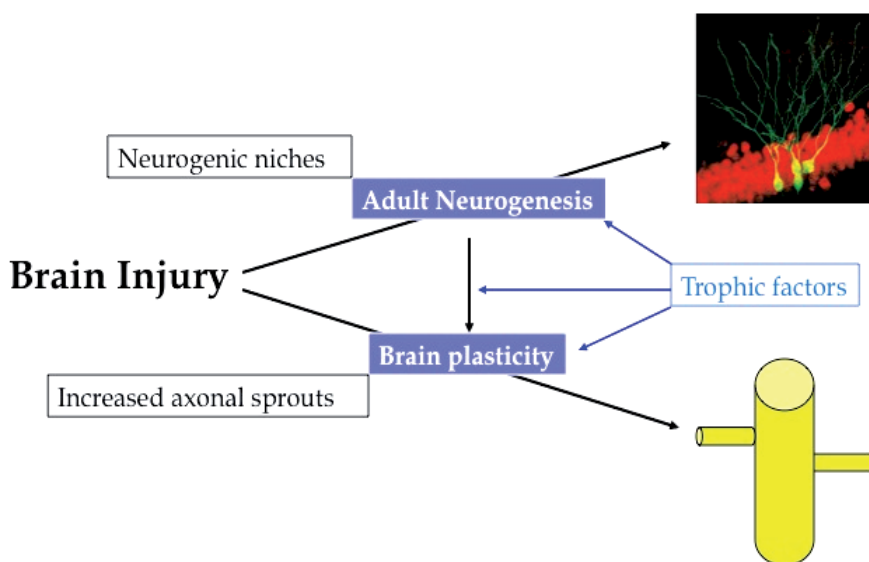 Neurogenic niches
Adult Neurogenesis
Brain Injury
Trophic factors
Brain plasticity
Increased axonal sprouts